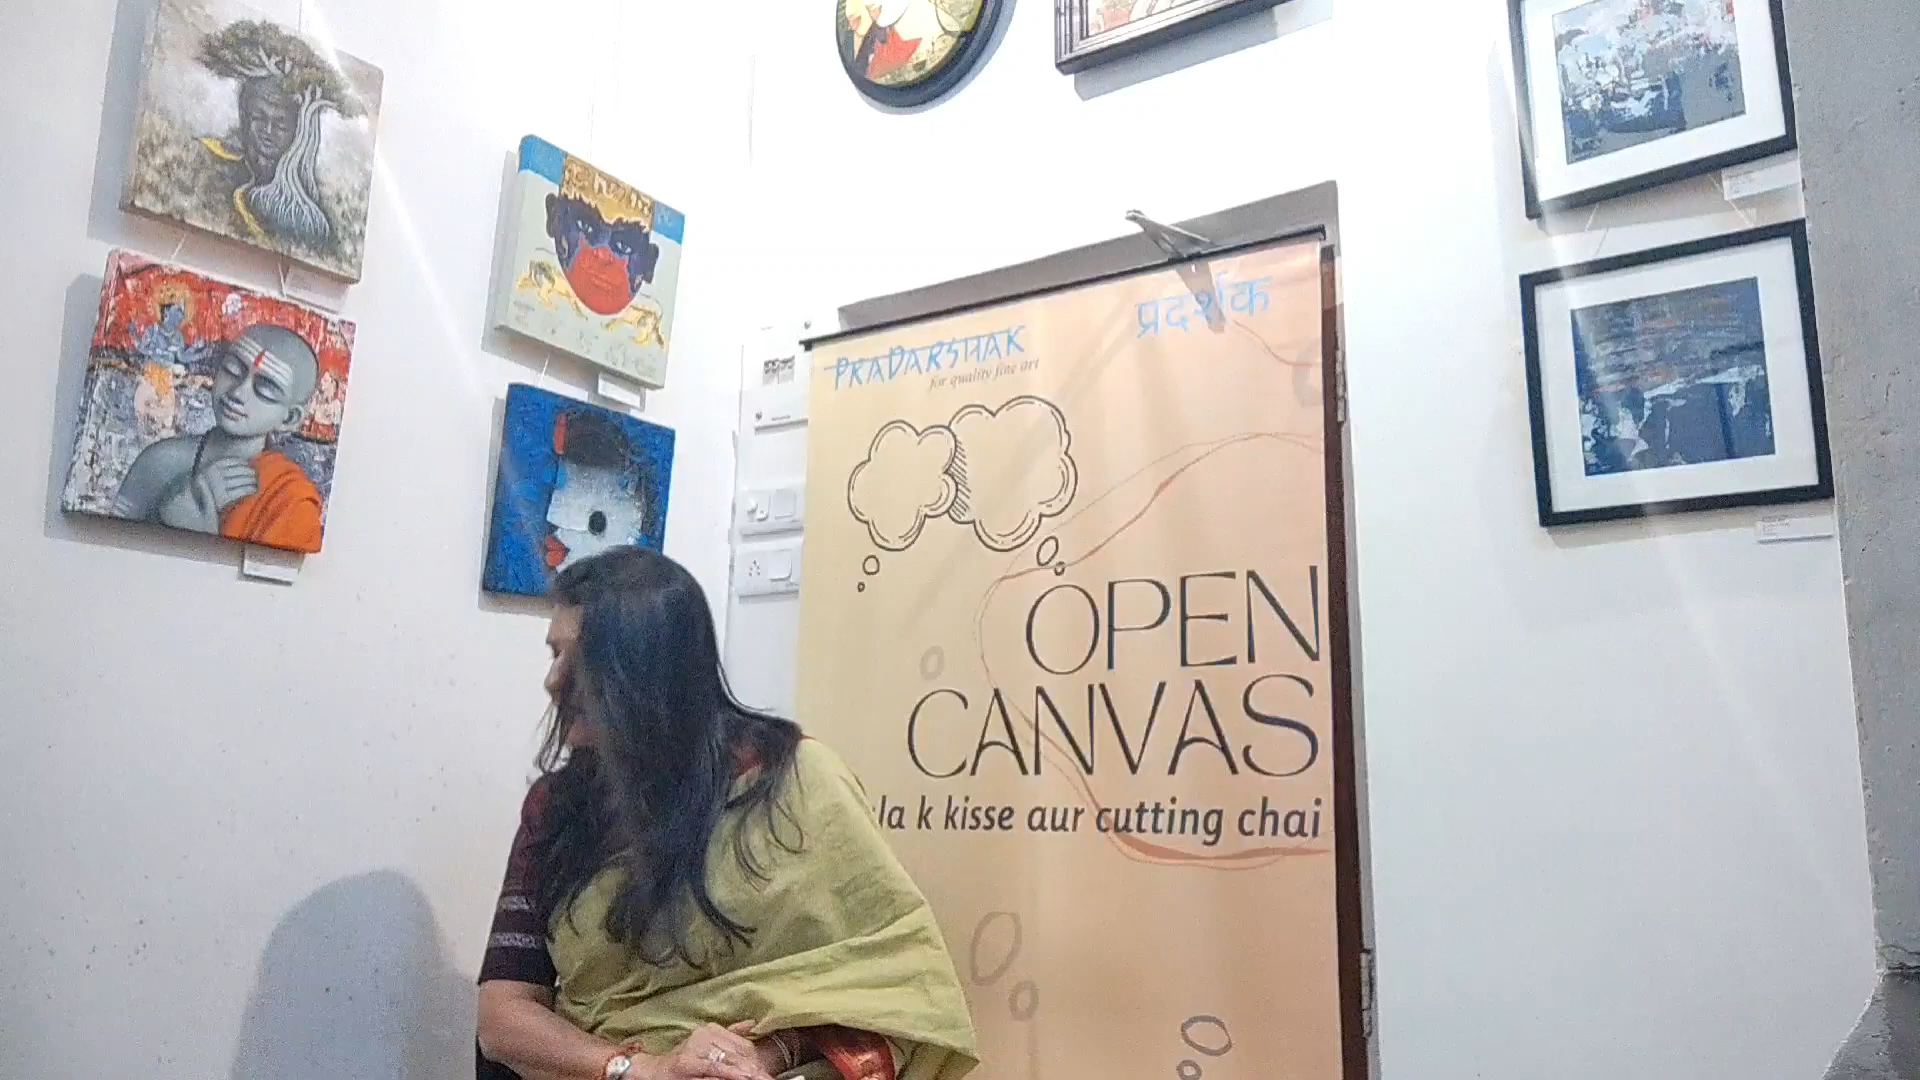 PRADARSHAK
for quality fine art
प्रदर्शक
OPEN
CANVAS
la k kisse aur cutting chai